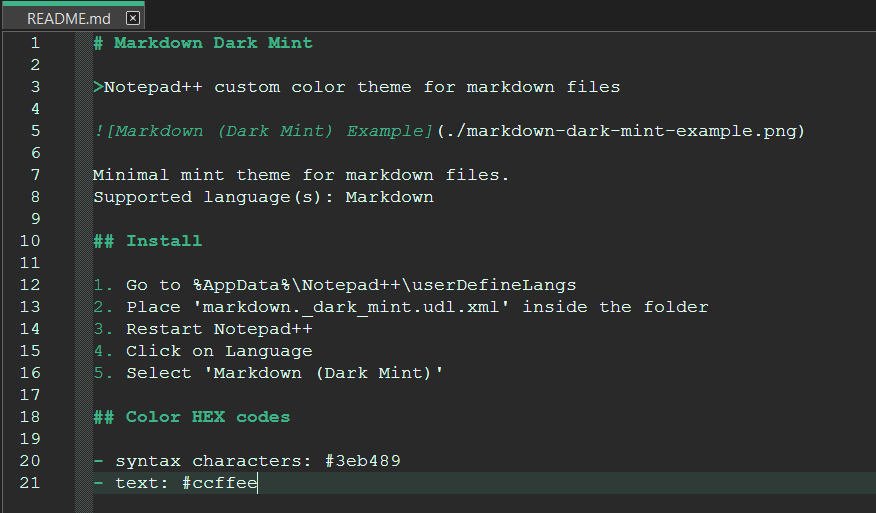 README.md
1 # Markdown Dark Mint
2
3 >Notepad++ custom color theme for markdown files
4
5 ![Markdown (Dark Mint) Example](./markdown-dark-mint-example.png)
6
7 Minimal mint theme for markdown files.
8 Supported language(s): Markdown
9
10 ## Install
11
12 1. Go to %AppData%\Notepad++\userDefineLangs
13 2. Place 'markdown._dark_mint.udl.xml' inside the folder
14 3. Restart Notepad++
15 4. Click on Language
16 5. Select 'Markdown (Dark Mint)'
17
18 ## Color HEX codes
19
20 - syntax characters: #3eb489
21 - text: #ccffee